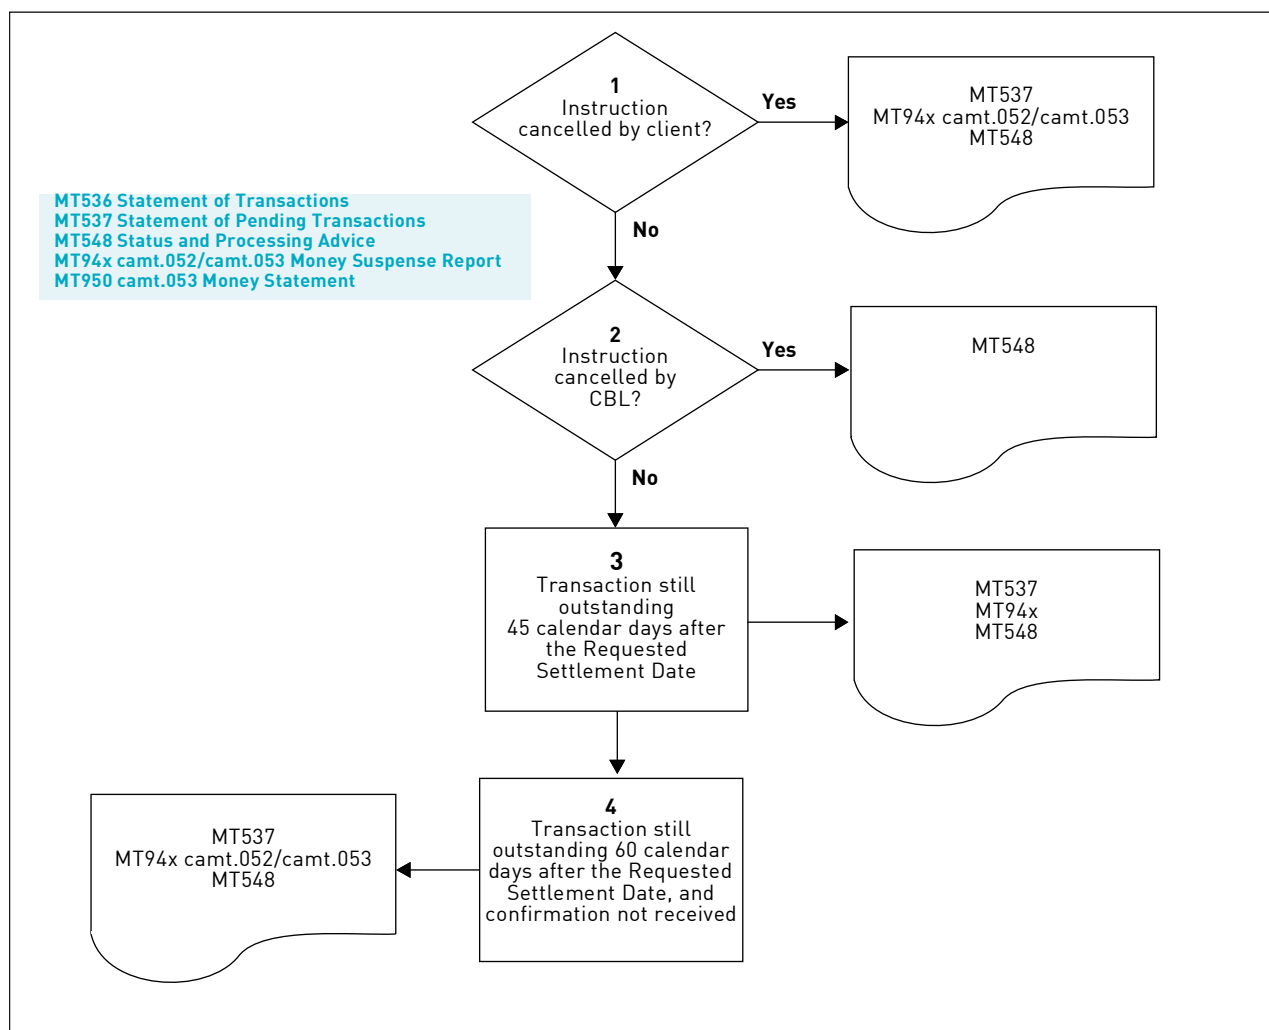 1
Instruction
cancelled by client?
Yes
MT537
MT94x camt.052/camt.053
MT548
No
MT536 Statement of Transactions
MT537 Statement of Pending Transactions
MT548 Status and Processing Advice
MT94x camt.052/camt.053 Money Suspense Report
MT950 camt.053 Money Statement
2
Instruction
cancelled by
CBL?
Yes
MT548
No
3
Transaction still
outstanding
45 calendar days after
the Requested
Settlement Date
MT537
MT94x
MT548
4
Transaction still
outstanding 60 calendar
days after the Requested
Settlement Date, and
confirmation not received
MT537
MT94x camt.052/camt.053
MT548